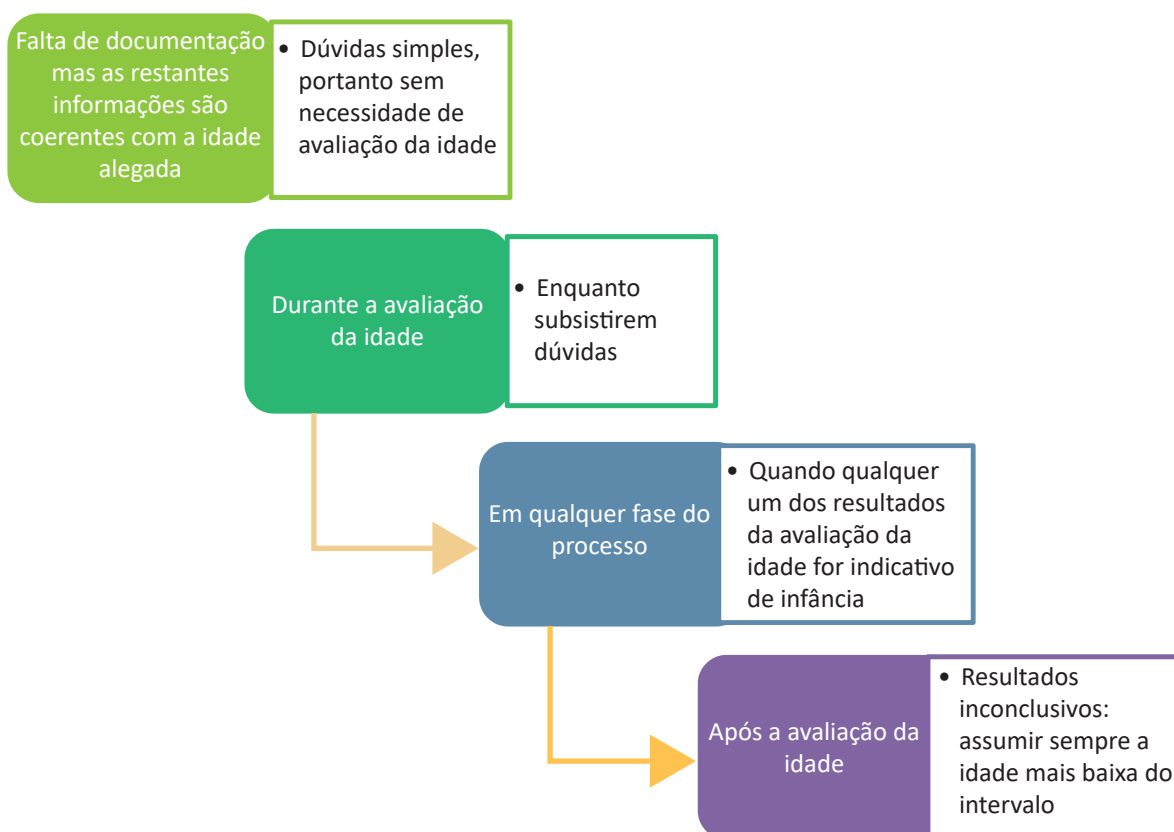 Falta de documentação
mas as restantes
informações são
coerentes com a idade
alegada
• Dúvidas simples,
portanto sem
necessidade de
avaliação da idade
Durante a avaliação
da idade
• Enquanto
subsistirem
dúvidas
Em qualquer fase do
processo
• Quando qualquer
um dos resultados
da avaliação da
idade for indicativo
de infância
Após a avaliação da
idade
• Resultados
inconclusivos:
assumir sempre a
idade mais baixa do
intervalo